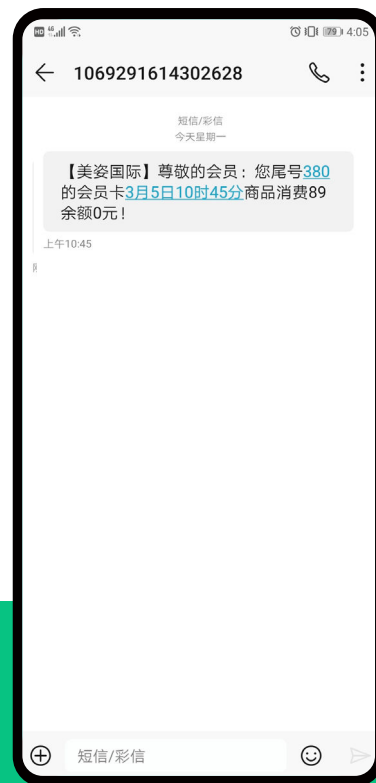 HD 46 79 4:05
1069291614302628
短信/彩信
今天星期一
【美姿国际】尊敬的会员：您尾号380
的会员卡3月5日10时45分商品消费89
余额0元！
上午10:45
短信/彩信